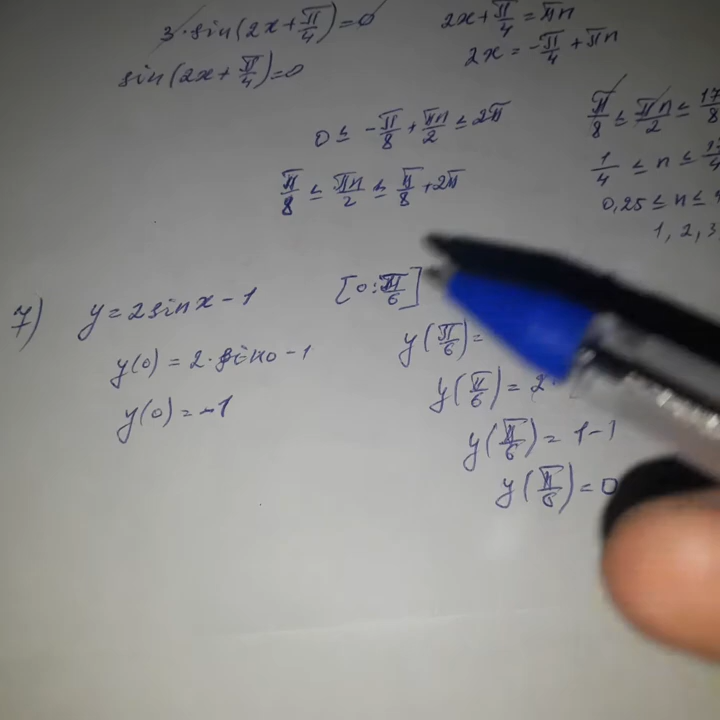 3·sin(2x+π/4)=0
sin(2x+π/4)=0
2x+π/4=πn
2x=-π/4+πn
0≤ -π/8+πn/2≤2π
π/8≤πn/2≤π/8+2π
π/8≤πn/2≤17/8
1/4≤n≤
0,25≤n≤
1,2,3
7) y=2sinx-1 [0:π/6]
y(0)=2·sin0-1
y(0)=-1
y(π/6)=
y(π/6)=2·
y(π/6)=1-1
y(π/6)=0